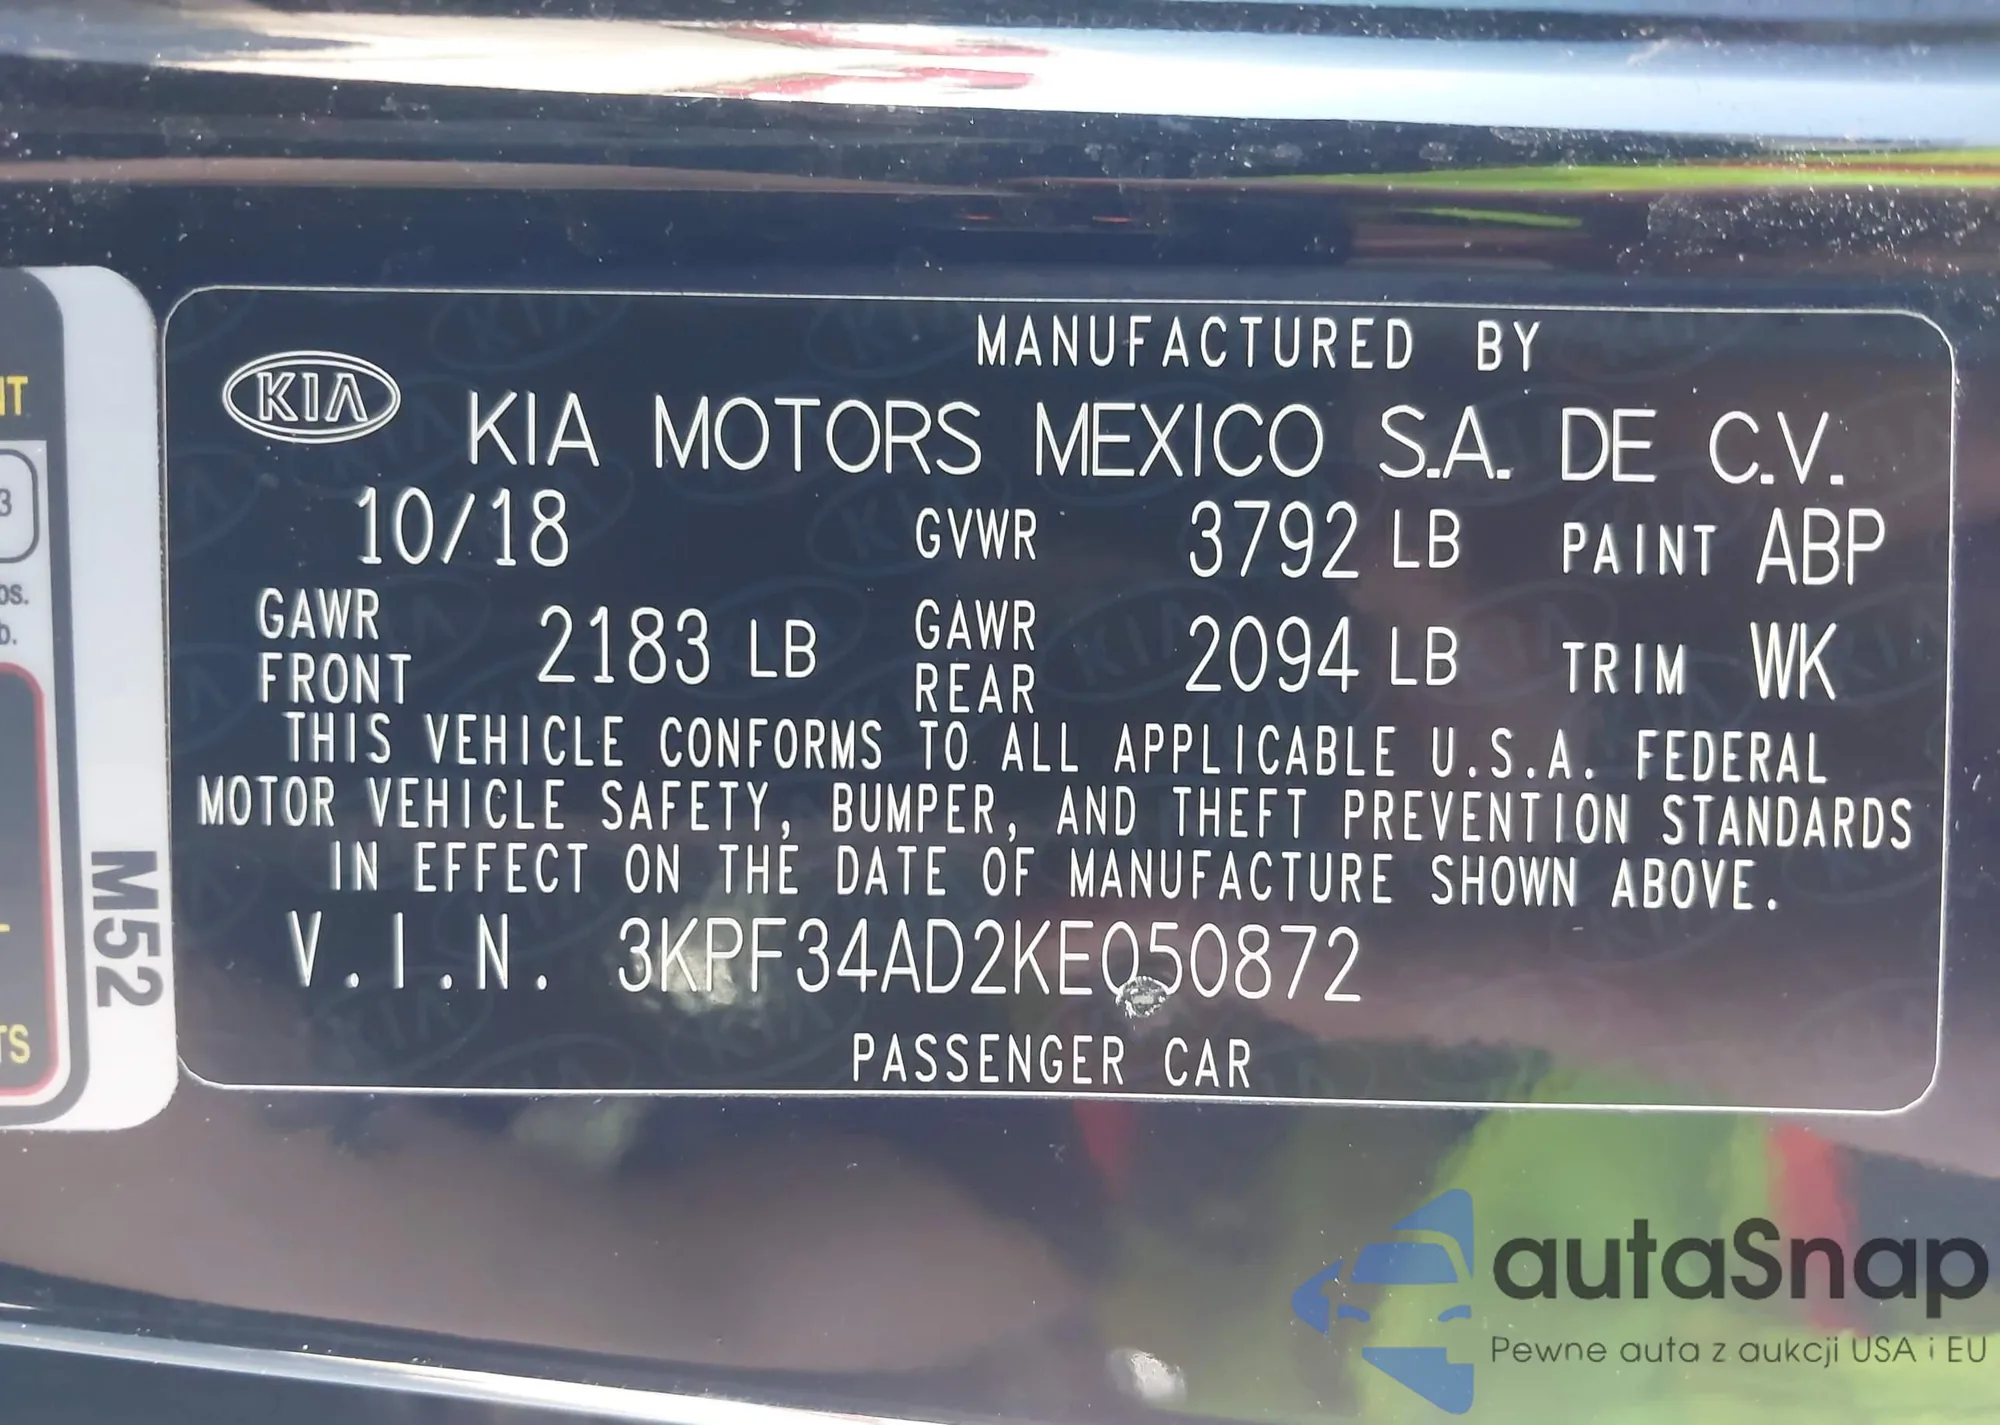 MANUFACTURED BY
KIA
KIA MOTORS MEXICO S.A. DE C.V.
10/18 GVWR 3792 LB PAINT ABP
GAWR FRONT 2183 LB GAWR REAR 2094 LB TRIM WK
THIS VEHICLE CONFORMS TO ALL APPLICABLE U.S.A. FEDERAL
MOTOR VEHICLE SAFETY, BUMPER, AND THEFT PREVENTION STANDARDS
IN EFFECT ON THE DATE OF MANUFACTURE SHOWN ABOVE.
V.I.N. 3KPF34AD2KE050872
PASSENGER CAR
M52
autaSnap
Pewne auta z aukcji USA i EU